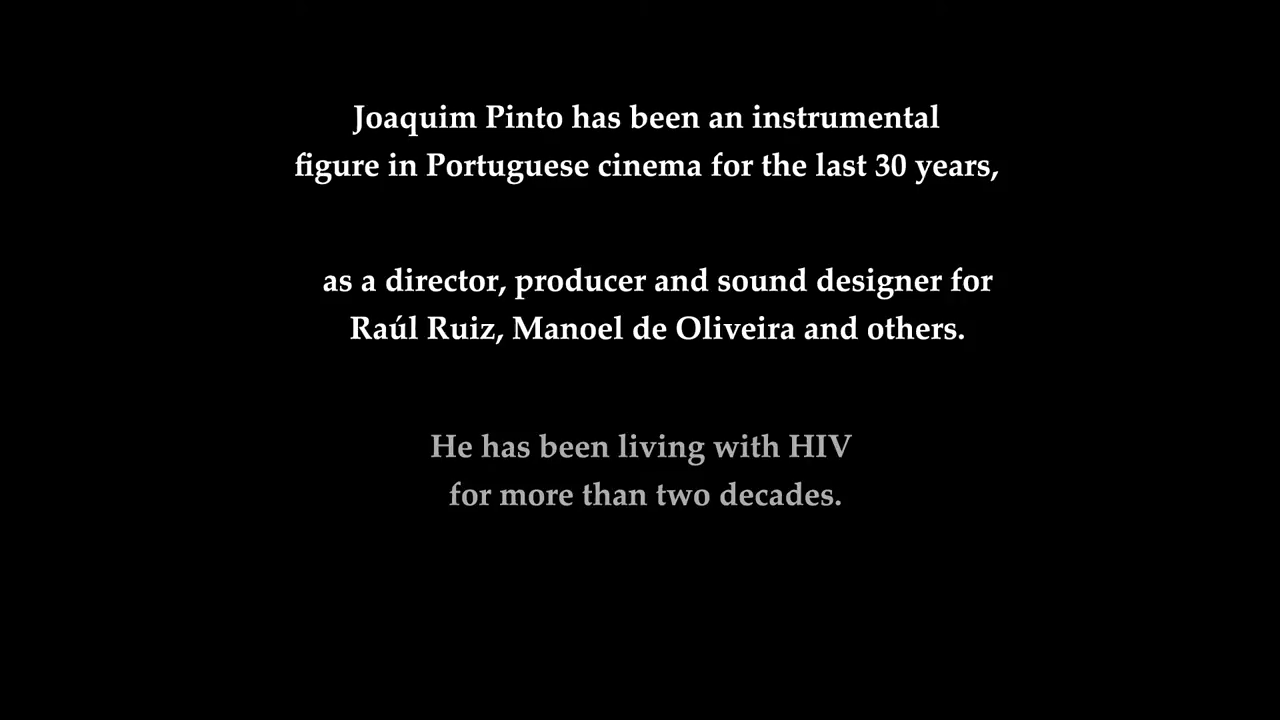 Joaquim Pinto has been an instrumental
figure in Portuguese cinema for the last 30 years,
as a director, producer and sound designer for
Raúl Ruiz, Manoel de Oliveira and others.
He has been living with HIV
for more than two decades.